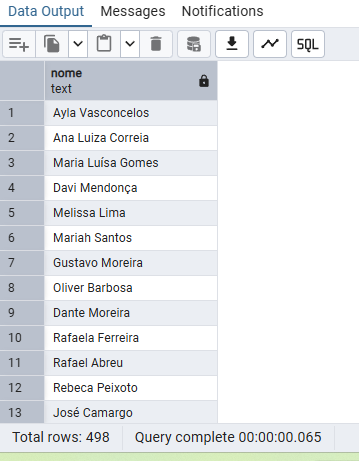 Data Output Messages Notifications
SQL
nome
text
1 Ayla Vasconcelos
2 Ana Luiza Correia
3 Maria Luísa Gomes
4 Davi Mendonça
5 Melissa Lima
6 Mariah Santos
7 Gustavo Moreira
8 Oliver Barbosa
9 Dante Moreira
10 Rafaela Ferreira
11 Rafael Abreu
12 Rebeca Peixoto
13 José Camargo
Total rows: 498 Query complete 00:00:00.065